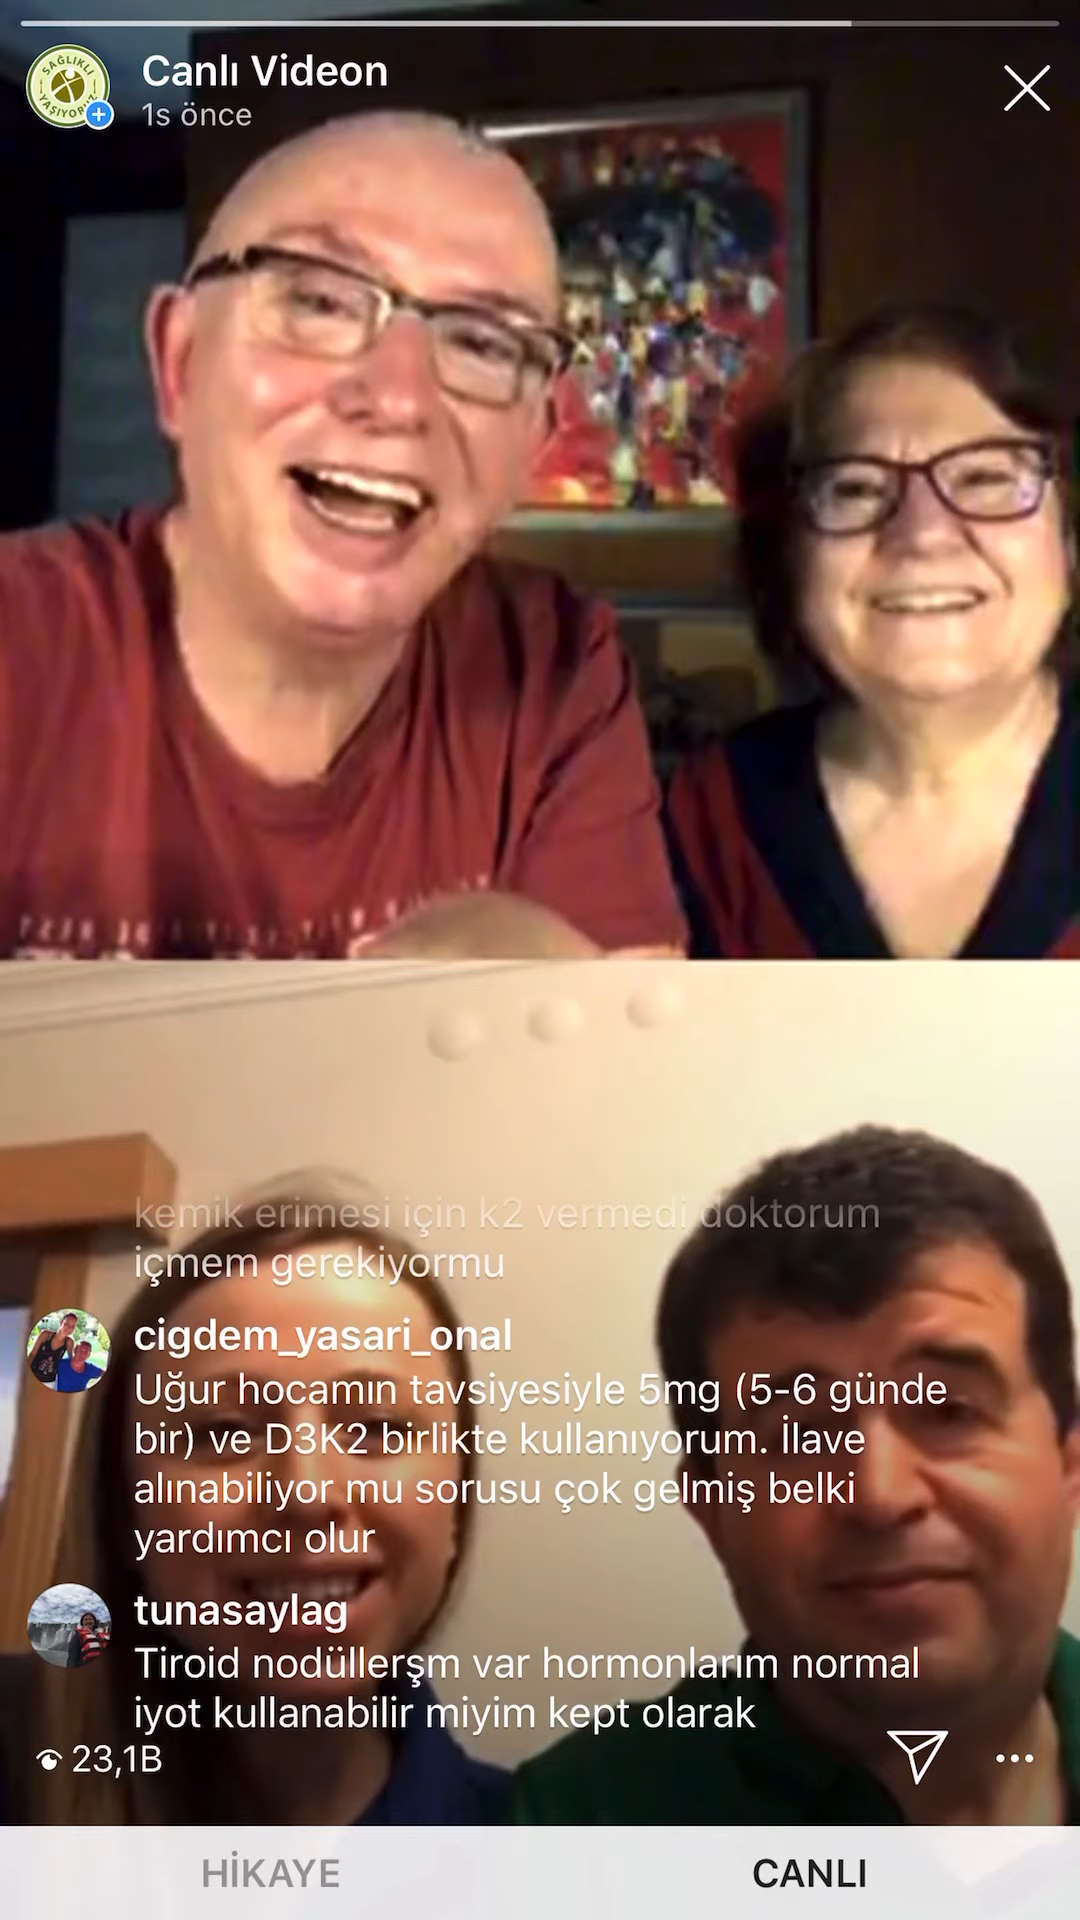 SAĞLIKLI
YAŞIYORUZ
Canlı Videon
1s önce
kemik erimesi için k2 vermedi doktorum
içmem gerekiyormu
cigdem_yasari_onal
Uğur hocamın tavsiyesiyle 5mg (5-6 günde
bir) ve D3K2 birlikte kullanıyorum. İlave
alınabiliyor mu sorusu çok gelmiş belki
yardımcı olur
tunasaylag
Tiroid nodüllerşm var hormonlarım normal
iyot kullanabilir miyim kept olarak
23,1B
HİKAYE
CANLI